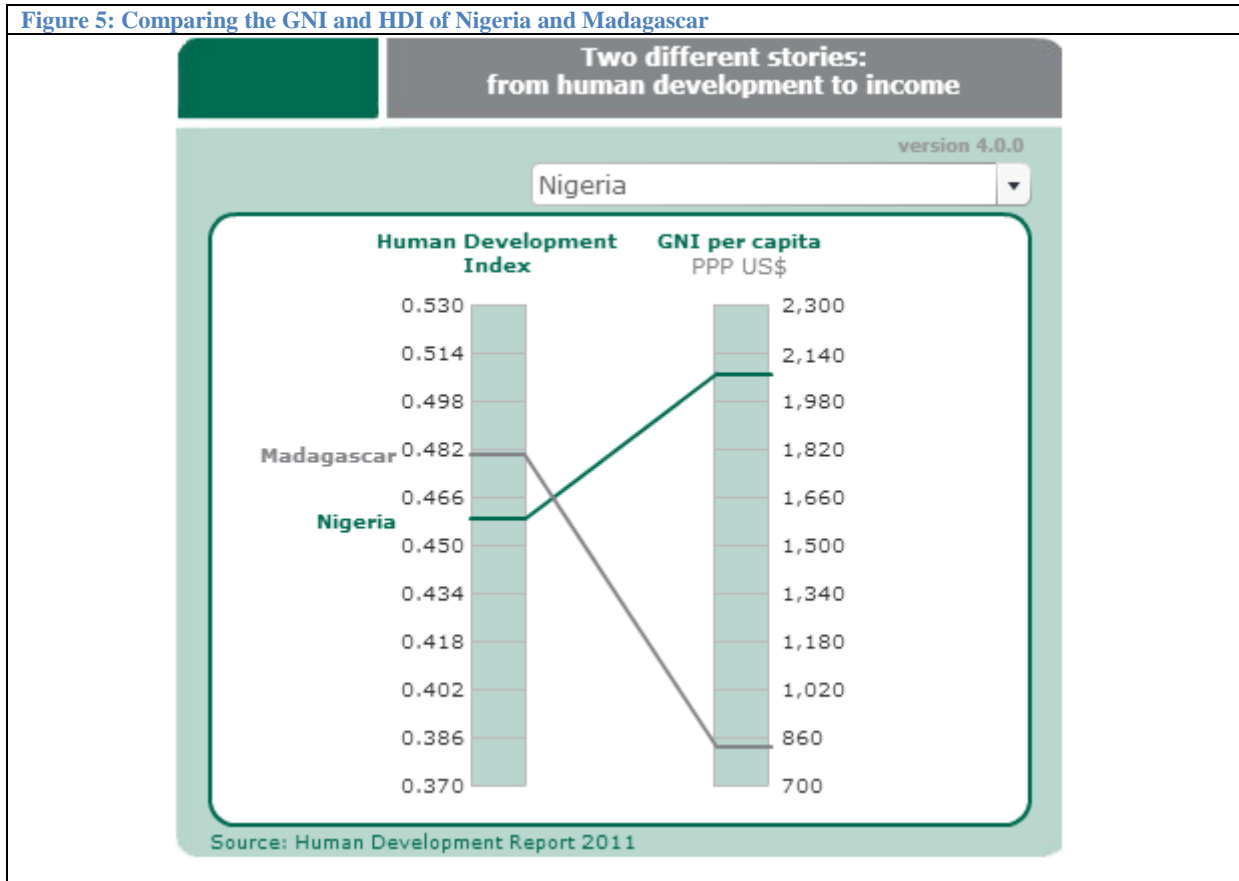 Figure 5: Comparing the GNI and HDI of Nigeria and Madagascar
Two different stories:
from human development to income
version 4.0.0
Nigeria
Human Development
Index
GNI per capita
PPP US$
0.530
0.514
0.498
0.482
0.466
0.450
0.434
0.418
0.402
0.386
0.370
Madagascar
Nigeria
2,300
2,140
1,980
1,820
1,660
1,500
1,340
1,180
1,020
860
700
Source: Human Development Report 2011